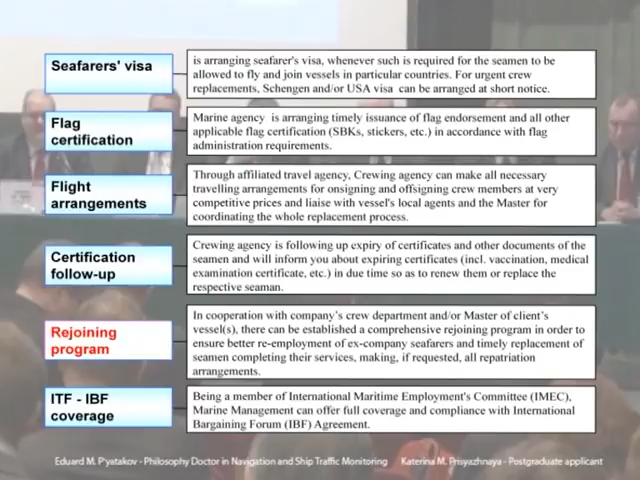 Seafarers' visa
is arranging seafarer's visa, whenever such is required for the seamen to be
allowed to fly and join vessels in particular countries. For urgent crew
replacements, Schengen and/or USA visa can be arranged at short notice.
Flag
certification
Marine agency is arranging timely issuance of flag endorsement and all other
applicable flag certification (SBKs, stickers, etc.) in accordance with flag
administration requirements.
Flight
arrangements
Through affiliated travel agency, Crewing agency can make all necessary
travelling arrangements for onsigning and offsigning crew members at very
competitive prices and liaise with vessel's local agents and the Master for
coordinating the whole replacement process.
Certification
follow-up
Crewing agency is following up expiry of certificates and other documents of the
seamen and will inform you about expiring certificates (incl. vaccination, medical
examination certificate, etc.) in due time so as to renew them or replace the
respective seaman.
Rejoining
program
In cooperation with company's crew department and/or Master of client's
vessel(s), there can be established a comprehensive rejoining program in order to
ensure better re-employment of ex-company seafarers and timely replacement of
seamen completing their services, making, if requested, all repatriation
arrangements.
ITF - IBF
coverage
Being a member of International Maritime Employment's Committee (IMEC),
Marine Management can offer full coverage and compliance with International
Bargaining Forum (IBF) Agreement.
Eduard M. P'yatakov - Philosophy Doctor in Navigation and Ship Traffic Monitoring Katerina M. Prisyazhnaya - Postgraduate applicant